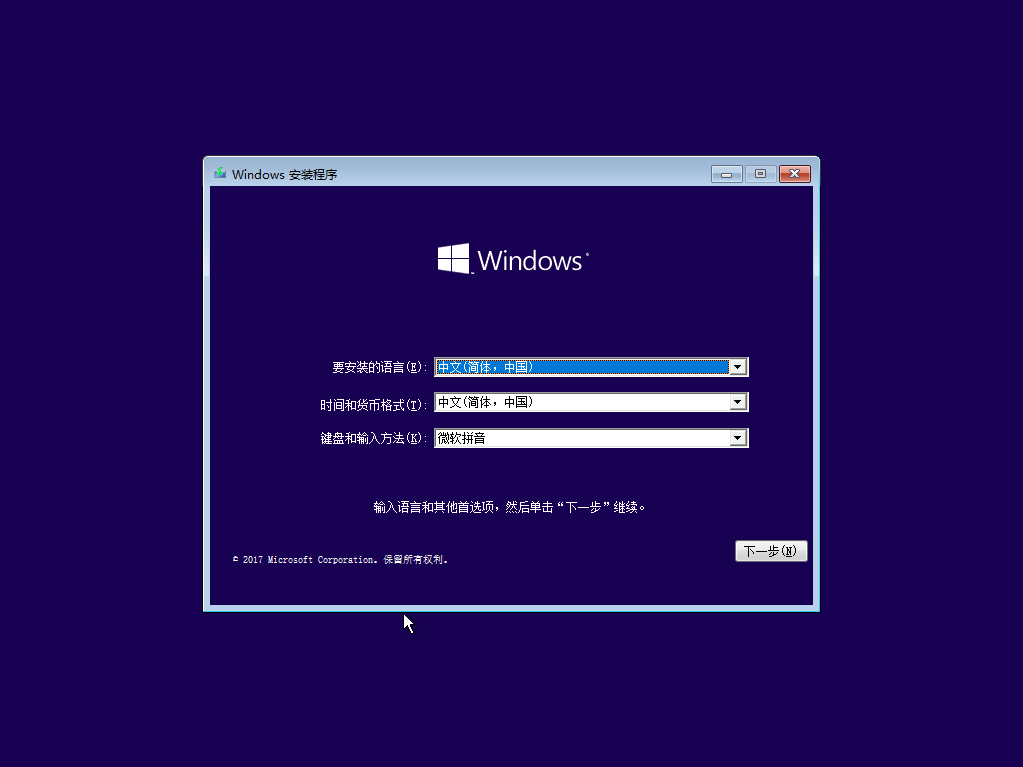 Windows 安装程序
Windows
要安装的语言(E): 中文(简体，中国)
时间和货币格式(T): 中文(简体，中国)
键盘和输入方法(K): 微软拼音
输入语言和其他首选项，然后单击“下一步”继续。
下一步(N)
© 2017 Microsoft Corporation。保留所有权利。